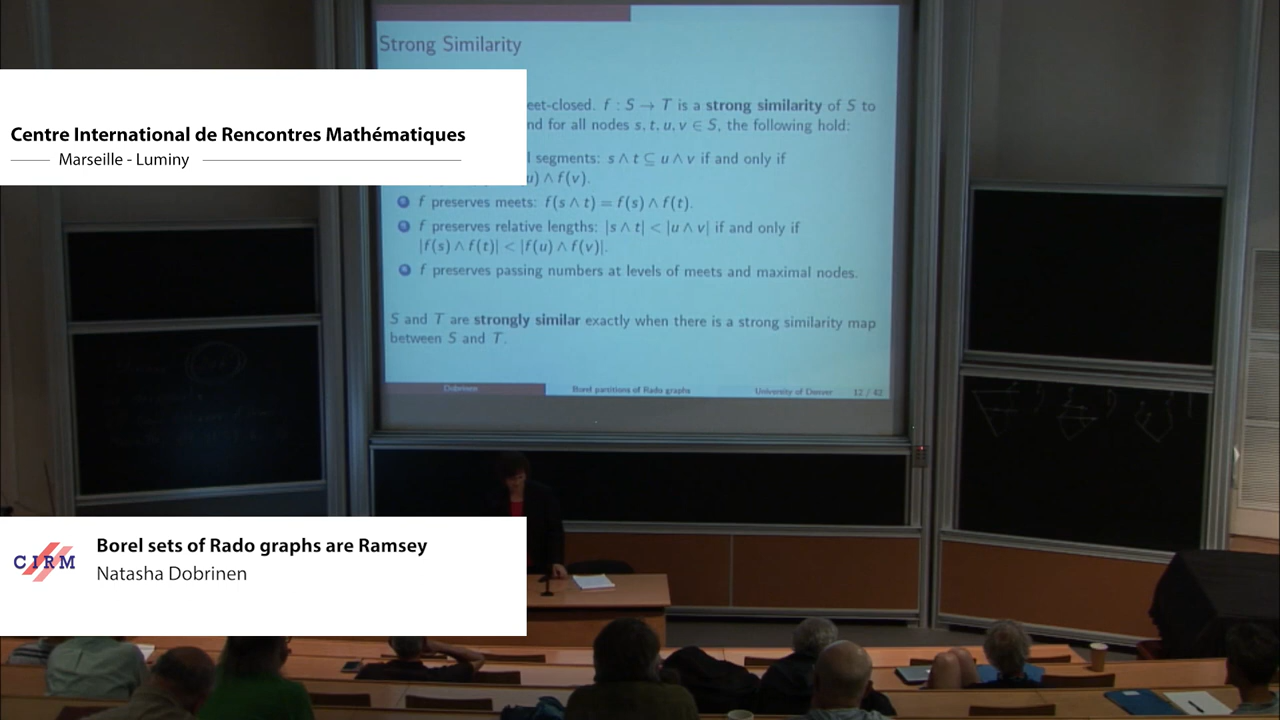 Strong Similarity
eet-closed. f : S → T is a strong similarity of S to
nd for all nodes s, t, u, v ∈ S, the following hold:
Centre International de Rencontres Mathématiques
Marseille - Luminy
l segments: s ∧ t ⊆ u ∧ v if and only if
u) ∧ f(v).
f preserves meets: f(s ∧ t) = f(s) ∧ f(t).
f preserves relative lengths: |s ∧ t| < |u ∧ v| if and only if
|f(s) ∧ f(t)| < |f(u) ∧ f(v)|.
f preserves passing numbers at levels of meets and maximal nodes.
S and T are strongly similar exactly when there is a strong similarity map
between S and T.
Dobrinen Borel partitions of Rado graphs University of Denver 12 / 42
CIRM
Borel sets of Rado graphs are Ramsey
Natasha Dobrinen